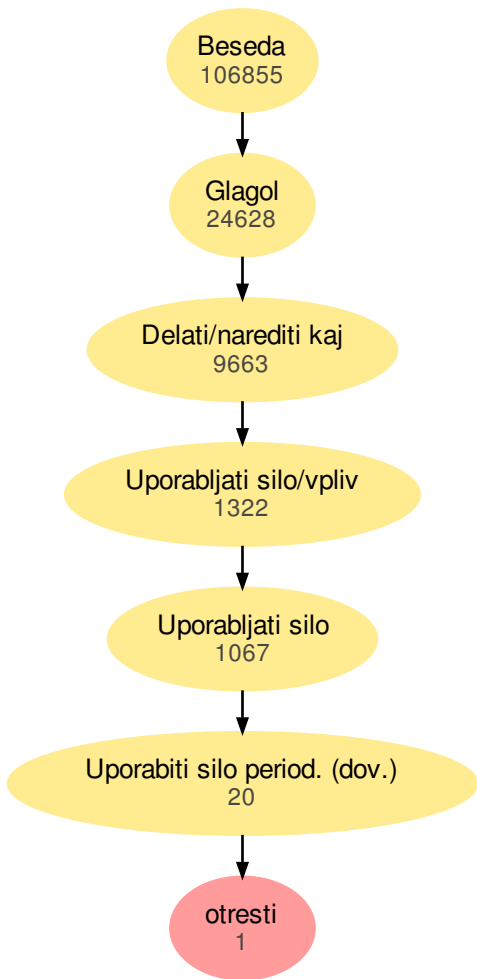 Beseda
106855
Glagol
24628
Delati/narediti kaj
9663
Uporabljati silo/vpliv
1322
Uporabljati silo
1067
Uporabiti silo period. (dov.)
20
otresti
1